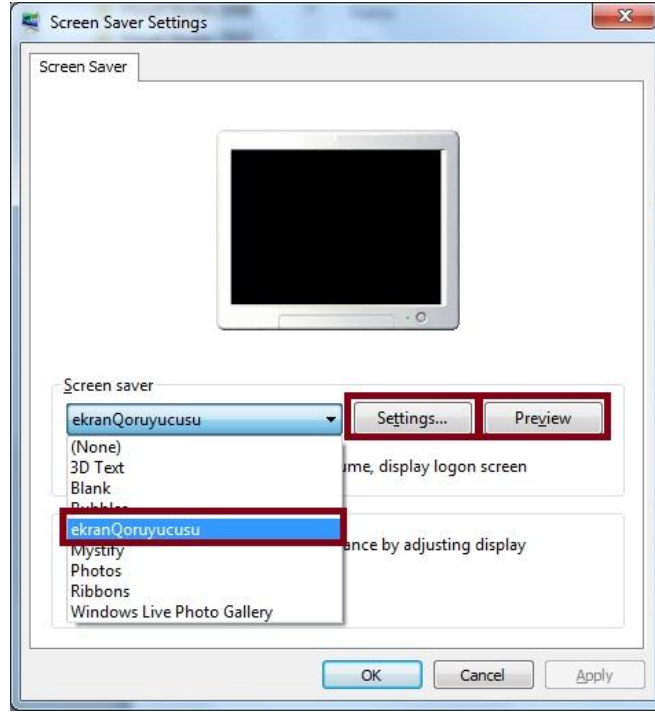 Screen Saver Settings
Screen Saver
Screen saver
ekranQoruyucusu
Settings...
Preview
(None)
3D Text
ume, display logon screen
Blank
Bubbles
ekranQoruyucusu
Mystify
ance by adjusting display
Photos
Ribbons
Windows Live Photo Gallery
OK
Cancel
Apply